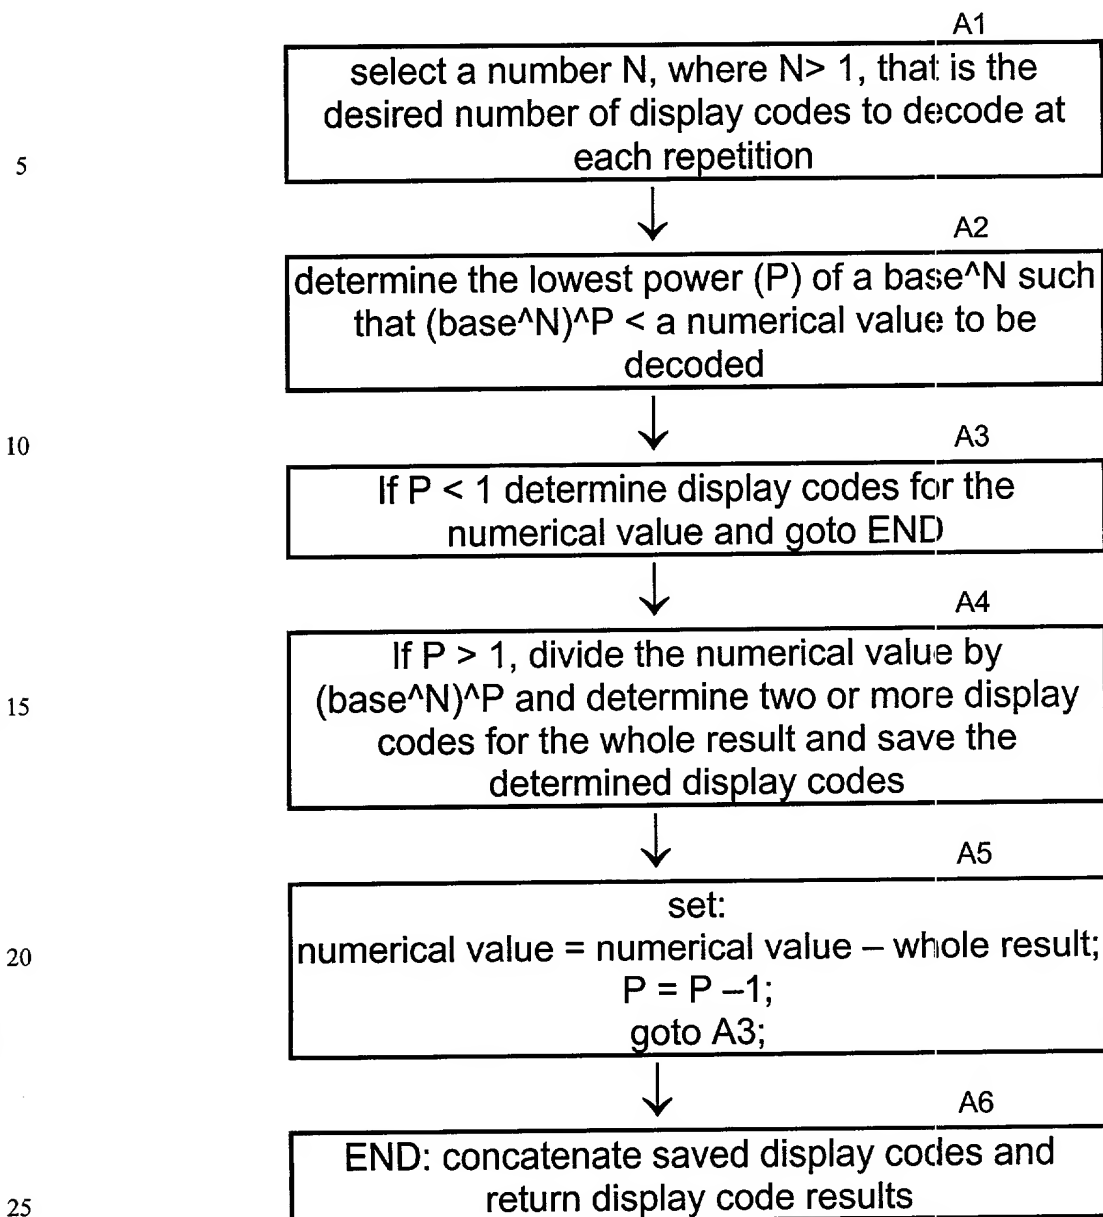 A1
select a number N, where N> 1, that is the
desired number of display codes to decode at
5
each repetition
A2
determine the lowest power (P) of a base^N such
that (base^N)^P < a numerical value to be
decoded
10
A3
If P < 1 determine display codes for the
numerical value and goto END
A4
If P > 1, divide the numerical value by
15
(base^N)^P and determine two or more display
codes for the whole result and save the
determined display codes
A5
set:
20
numerical value = numerical value – whole result;
P = P –1;
goto A3;
A6
END: concatenate saved display codes and
25
return display code results